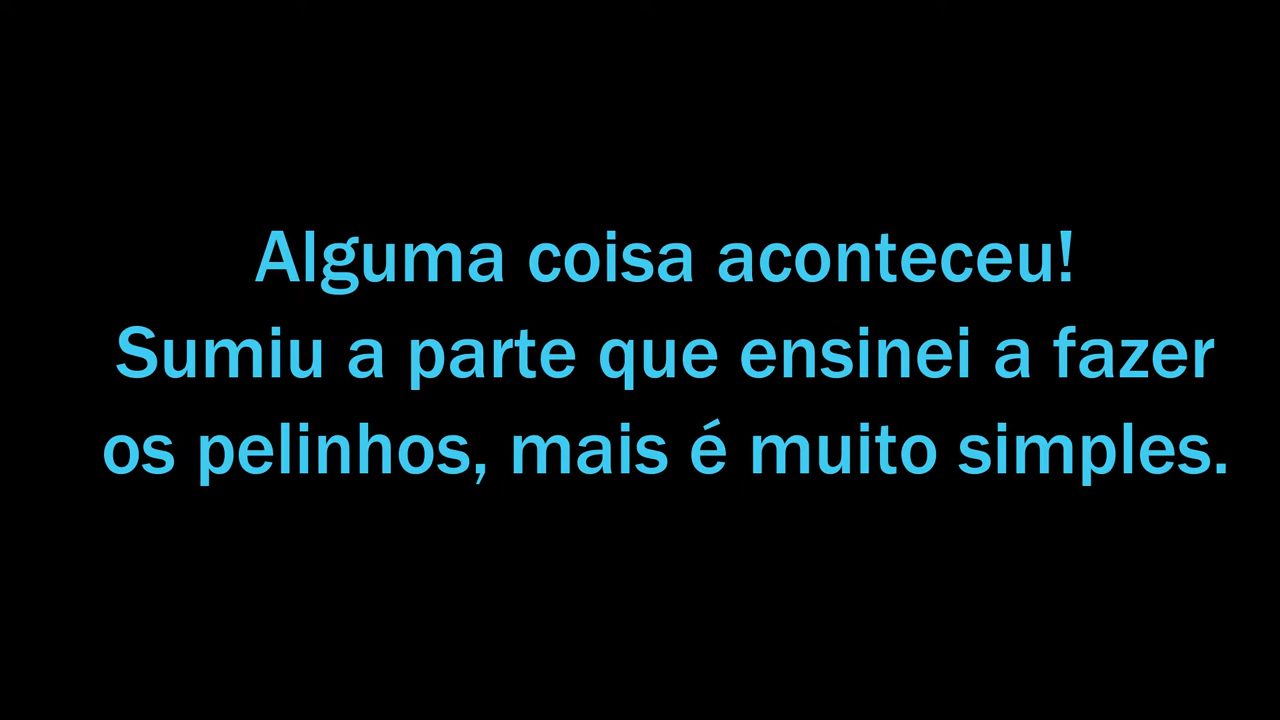 Alguma coisa aconteceu!
Sumiu a parte que ensinei a fazer
os pelinhos, mais é muito simples.